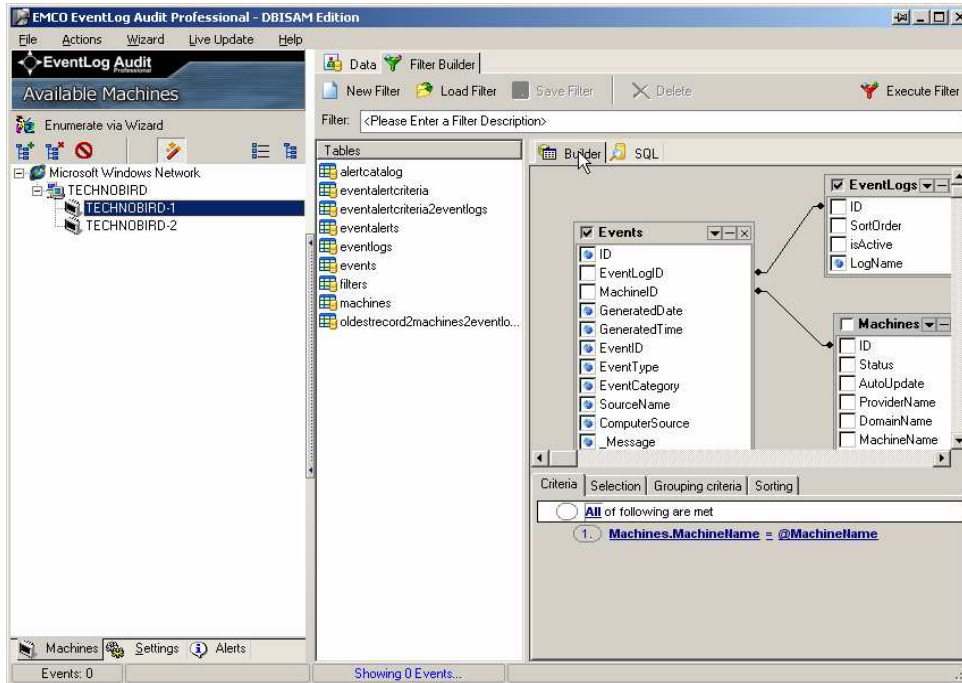 EMCO EventLog Audit Professional - DBISAM Edition
File Actions Wizard Live Update Help
EventLog Audit
Professional
Available Machines
Enumerate via Wizard
Microsoft Windows Network
TECHNOBIRD
TECHNOBIRD-1
TECHNOBIRD-2
Machines Settings Alerts
Events: 0
Data Filter Builder
New Filter Load Filter Save Filter Delete Execute Filter
Filter: <Please Enter a Filter Description>
Tables
alertcatalog
eventalertcriteria
eventalertcriteria2eventlogs
eventalerts
eventlogs
events
filters
machines
oldestrecord2machines2eventlo...
Builder SQL
Events
ID
EventLogID
MachineID
GeneratedDate
GeneratedTime
EventID
EventType
EventCategory
SourceName
ComputerSource
_Message
EventLogs
ID
SortOrder
isActive
LogName
Machines
ID
Status
AutoUpdate
ProviderName
DomainName
MachineName
Criteria Selection Grouping criteria Sorting
All of following are met
1. Machines.MachineName = @MachineName
Showing 0 Events...